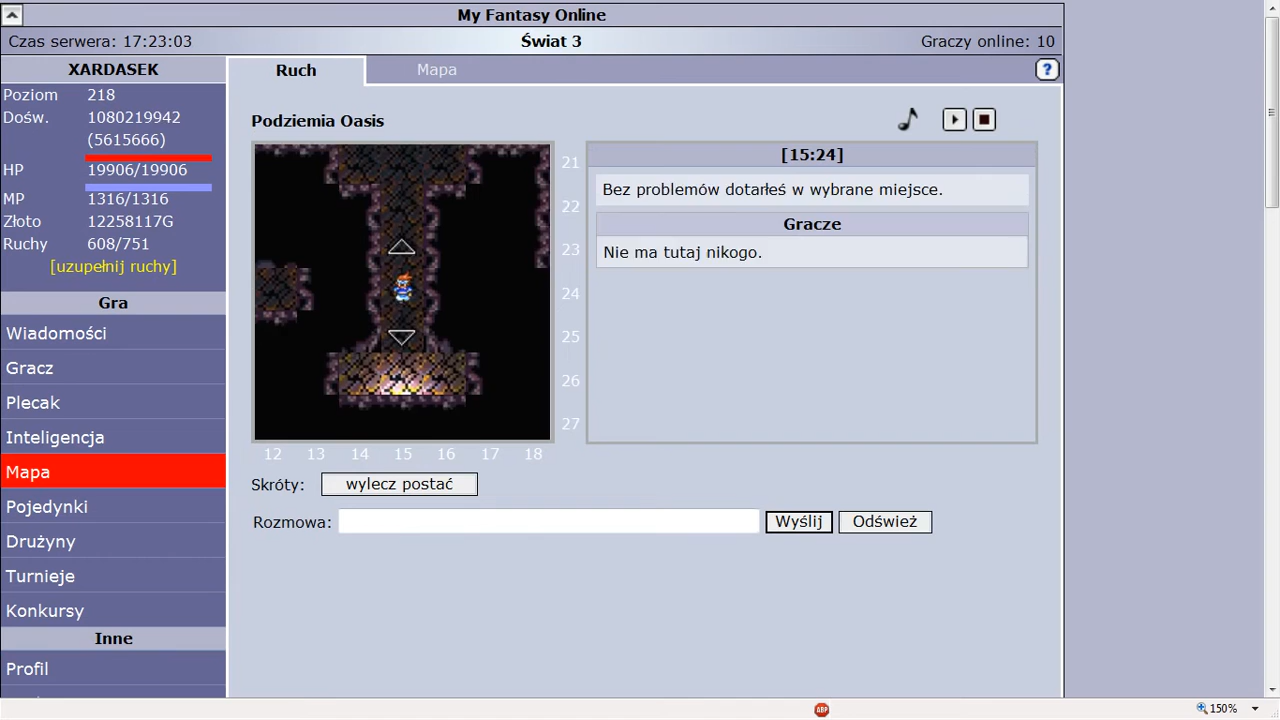 My Fantasy Online
Czas serwera: 17:23:03
Świat 3
Graczy online: 10
XARDASEK
Poziom 218
Dośw. 1080219942
(5615666)
HP 19906/19906
MP 1316/1316
Złoto 12258117G
Ruchy 608/751
[uzupełnij ruchy]
Gra
Wiadomości
Gracz
Plecak
Inteligencja
Mapa
Pojedynki
Drużyny
Turnieje
Konkursy
Inne
Profil
Ruch
Mapa
?
Podziemia Oasis
21
22
23
24
25
26
27
12 13 14 15 16 17 18
[15:24]
Bez problemów dotarłeś w wybrane miejsce.
Gracze
Nie ma tutaj nikogo.
Skróty: wylecz postać
Rozmowa: Wyślij Odśwież
ABP
150%